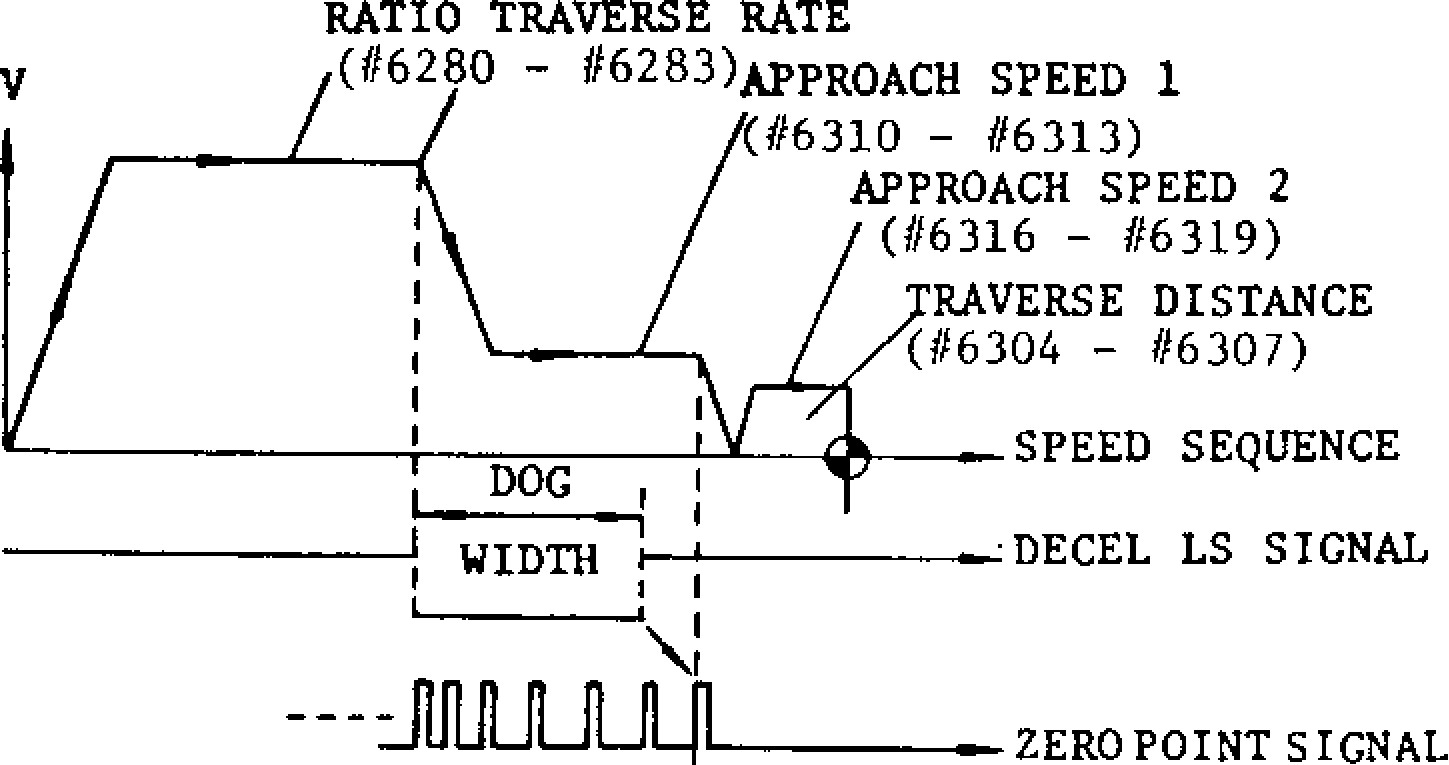 RATIO TRAVERSE RATE
(#6280 - #6283)
V
APPROACH SPEED 1
(#6310 - #6313)
APPROACH SPEED 2
(#6316 - #6319)
TRAVERSE DISTANCE
(#6304 - #6307)
SPEED SEQUENCE
DOG
WIDTH
DECEL LS SIGNAL
ZERO POINT SIGNAL